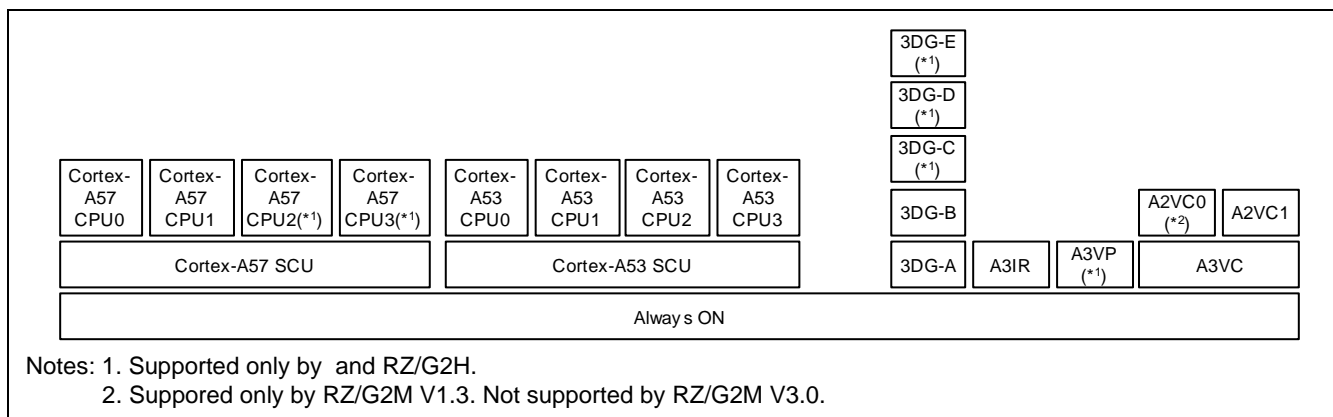 3DG-E
(*1)
3DG-D
(*1)
3DG-C
(*1)
Cortex-
A57
CPU0
Cortex-
A57
CPU1
Cortex-
A57
CPU2(*1)
Cortex-
A57
CPU3(*1)
Cortex-
A53
CPU0
Cortex-
A53
CPU1
Cortex-
A53
CPU2
Cortex-
A53
CPU3
3DG-B
A2VC0
(*2)
A2VC1
Cortex-A57 SCU
Cortex-A53 SCU
3DG-A
A3IR
A3VP
(*1)
A3VC
Always ON
Notes: 1. Supported only by and RZ/G2H.
2. Suppored only by RZ/G2M V1.3. Not supported by RZ/G2M V3.0.